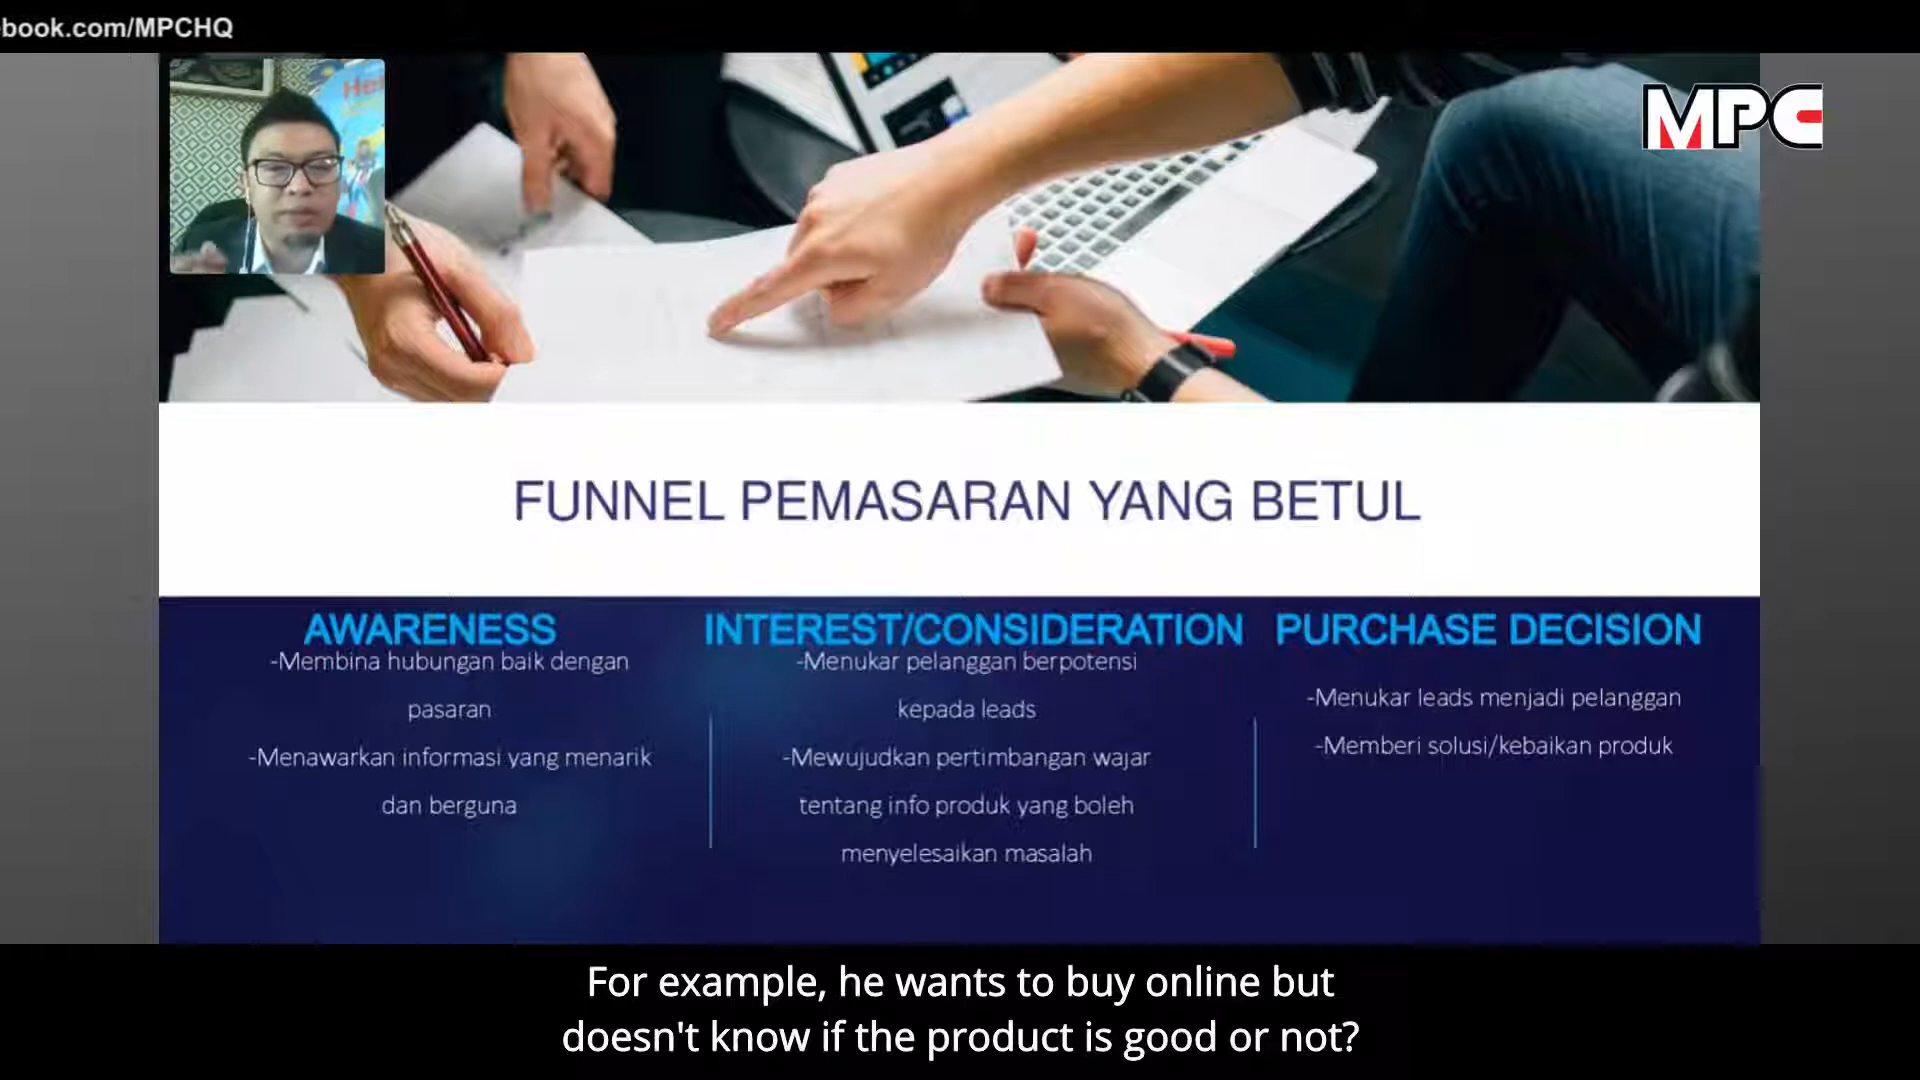 book.com/MPCHQ
Her
MPC
FUNNEL PEMASARAN YANG BETUL
AWARENESS
-Membina hubungan baik dengan
pasaran
-Menawarkan informasi yang menarik
dan berguna
INTEREST/CONSIDERATION
-Menukar pelanggan berpotensi
kepada leads
-Mewujudkan pertimbangan wajar
tentang info produk yang boleh
menyelesaikan masalah
PURCHASE DECISION
-Menukar leads menjadi pelanggan
-Memberi solusi/kebaikan produk
For example, he wants to buy online but
doesn't know if the product is good or not?